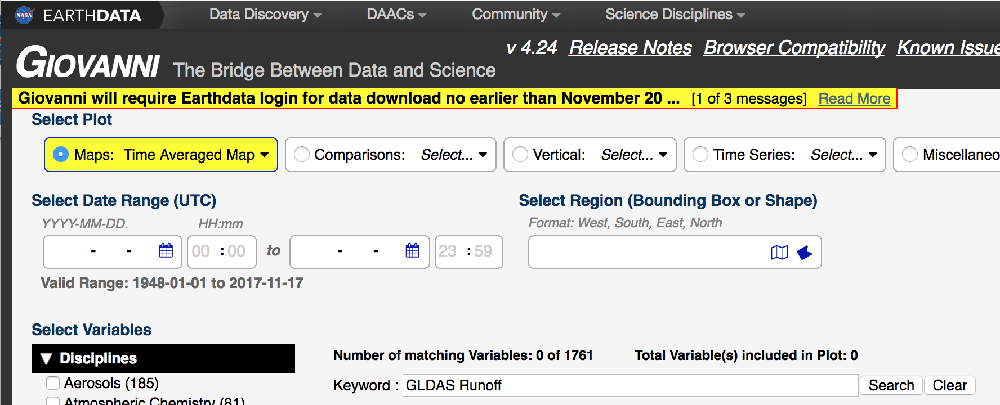 NASA EARTHDATA Data Discovery DAACs Community Science Disciplines
v 4.24 Release Notes Browser Compatibility Known Issue
GIOVANNI The Bridge Between Data and Science
Giovanni will require Earthdata login for data download no earlier than November 20 ... [1 of 3 messages] Read More
Select Plot
Maps: Time Averaged Map Comparisons: Select... Vertical: Select... Time Series: Select... Miscellaneo
Select Date Range (UTC) Select Region (Bounding Box or Shape)
YYYY-MM-DD. HH:mm Format: West, South, East, North
- - 00 : 00 to - - 23 : 59
Valid Range: 1948-01-01 to 2017-11-17
Select Variables
Disciplines Number of matching Variables: 0 of 1761 Total Variable(s) included in Plot: 0
Aerosols (185) Keyword : GLDAS Runoff Search Clear
Atmospheric Chemistry (81)